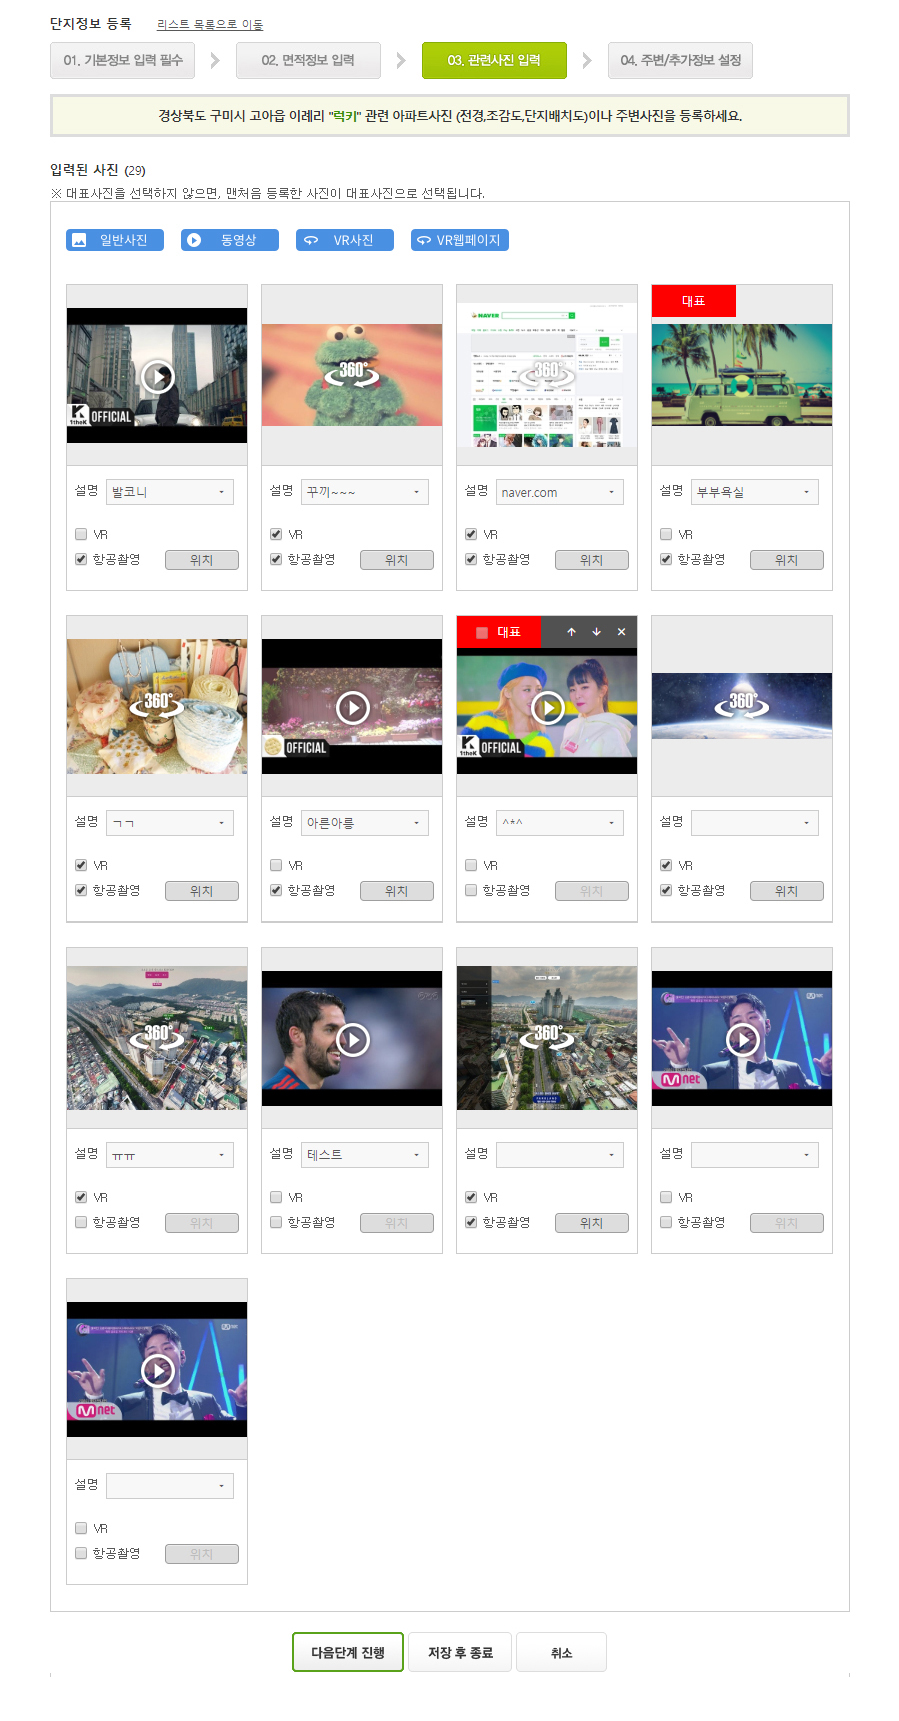 단지정보 등록 리스트 목록으로 이동
01. 기본정보 입력 필수
02. 면적정보 입력
03. 관련사진 입력
04. 주변/추가정보 설정
경상북도 구미시 고아읍 이례리 "럭키" 관련 아파트사진 (전경,조감도,단지배치도)이나 주변사진을 등록하세요.
입력된 사진 (29)
※ 대표사진을 선택하지 않으면, 맨처음 등록한 사진이 대표사진으로 선택됩니다.
일반사진 동영상 VR사진 VR웹페이지
1theK OFFICIAL
360°
NAVER
360°
대표
설명 발코니
설명 꾸끼~~~
설명 naver.com
설명 부부욕실
VR VR VR VR
항공촬영 위치 항공촬영 위치 항공촬영 위치 항공촬영 위치
360°
OFFICIAL
대표
1theK OFFICIAL
360°
설명 ㄱㄱ
설명 아른아롱
설명 ^*^
설명
VR VR VR VR
항공촬영 위치 항공촬영 위치 항공촬영 위치 항공촬영 위치
360°
360°
Mnet
설명 ㅠㅠ
설명 테스트
설명
설명
VR VR VR VR
항공촬영 위치 항공촬영 위치 항공촬영 위치 항공촬영 위치
Mnet
설명
VR
항공촬영 위치
다음단계 진행 저장 후 종료 취소